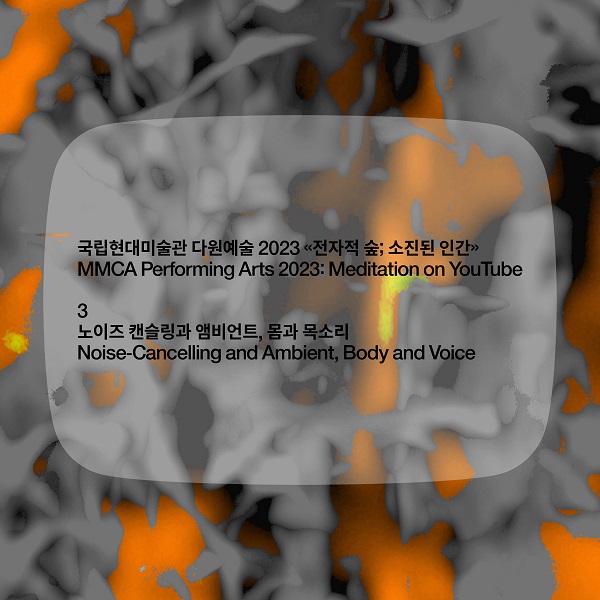 국립현대미술관 다원예술 2023 «전자적 숲; 소진된 인간»
MMCA Performing Arts 2023: Meditation on YouTube
3
노이즈 캔슬링과 앰비언트, 몸과 목소리
Noise-Cancelling and Ambient, Body and Voice